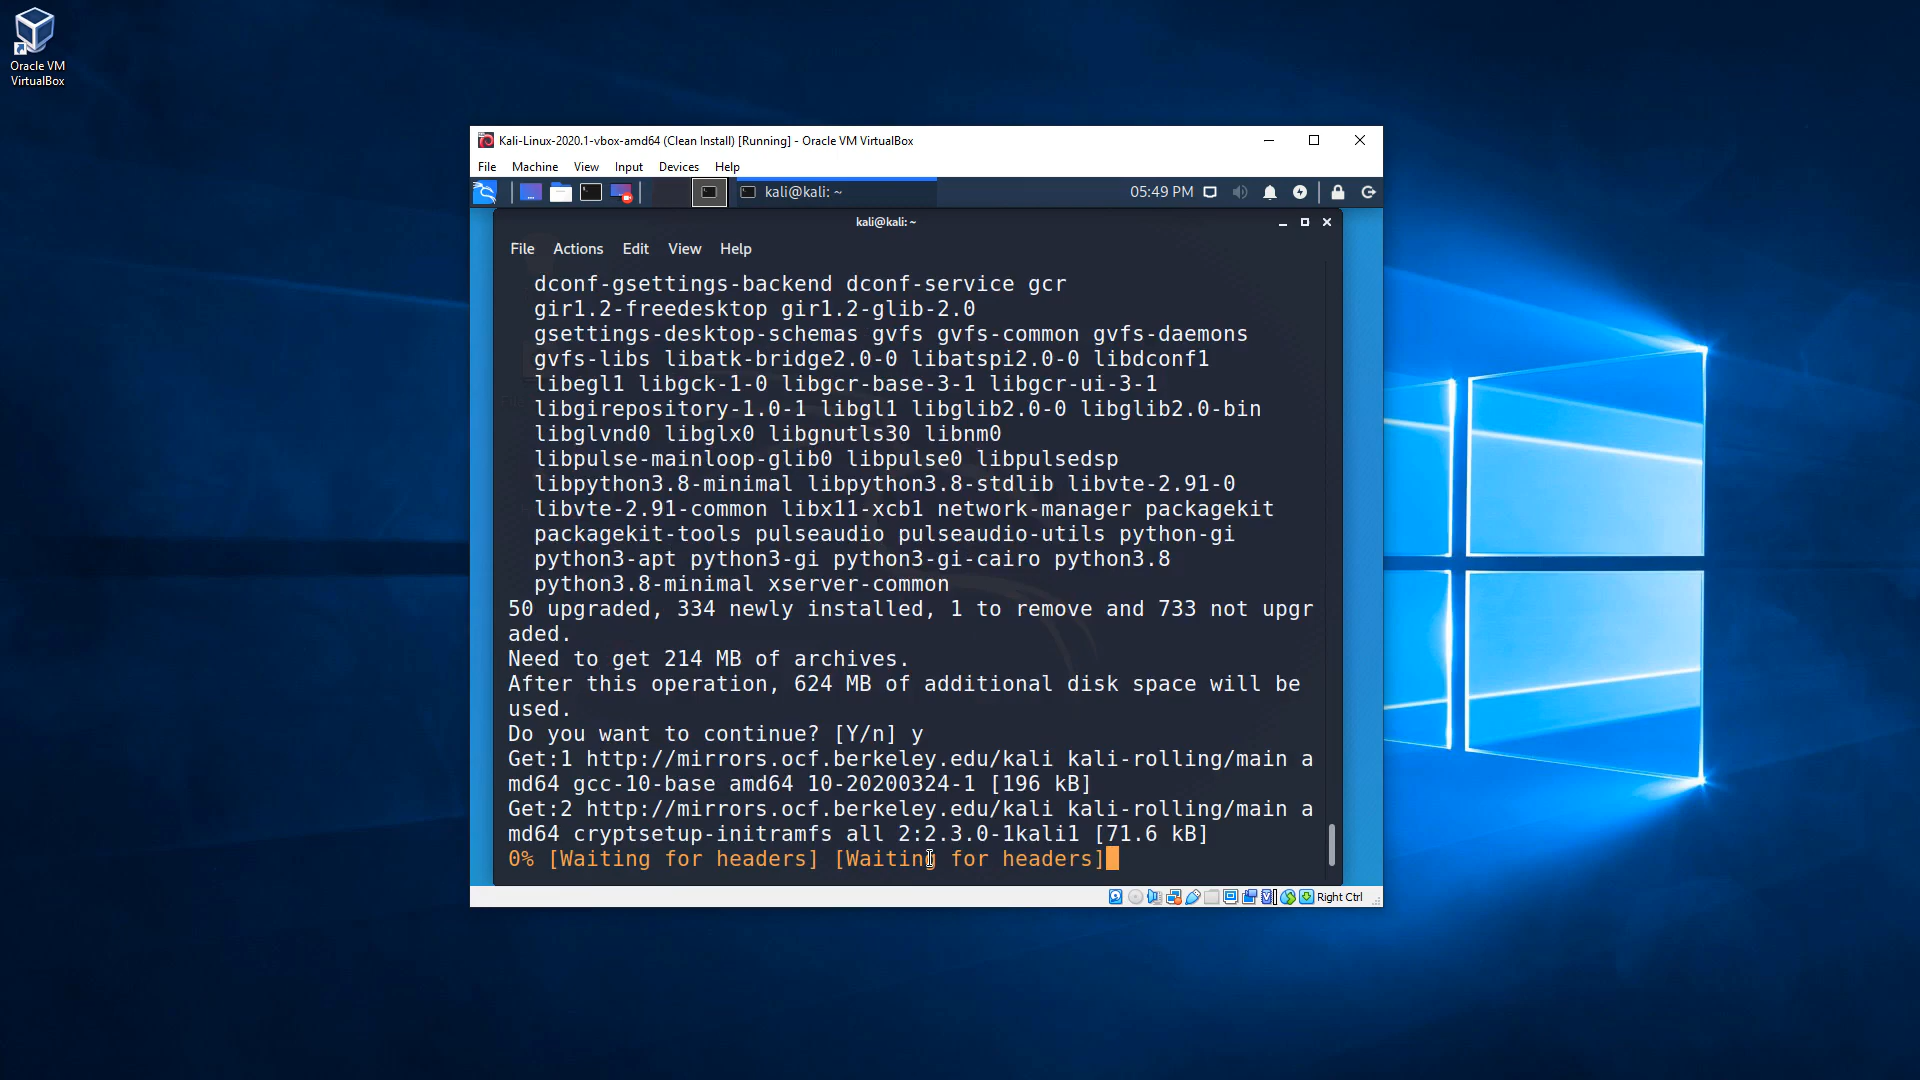 Oracle VM
VirtualBox
Kali-Linux-2020.1-vbox-amd64 (Clean Install) [Running] - Oracle VM VirtualBox
File Machine View Input Devices Help
kali@kali: ~ 05:49 PM
kali@kali: ~
File Actions Edit View Help
dconf-gsettings-backend dconf-service gcr
gir1.2-freedesktop gir1.2-glib-2.0
gsettings-desktop-schemas gvfs gvfs-common gvfs-daemons
gvfs-libs libatk-bridge2.0-0 libatspi2.0-0 libdconf1
libegl1 libgck-1-0 libgcr-base-3-1 libgcr-ui-3-1
libgirepository-1.0-1 libgl1 libglib2.0-0 libglib2.0-bin
libglvnd0 libglx0 libgnutls30 libnm0
libpulse-mainloop-glib0 libpulse0 libpulsedsp
libpython3.8-minimal libpython3.8-stdlib libvte-2.91-0
libvte-2.91-common libx11-xcb1 network-manager packagekit
packagekit-tools pulseaudio pulseaudio-utils python-gi
python3-apt python3-gi python3-gi-cairo python3.8
python3.8-minimal xserver-common
50 upgraded, 334 newly installed, 1 to remove and 733 not upgr
aded.
Need to get 214 MB of archives.
After this operation, 624 MB of additional disk space will be
used.
Do you want to continue? [Y/n] y
Get:1 http://mirrors.ocf.berkeley.edu/kali kali-rolling/main a
md64 gcc-10-base amd64 10-20200324-1 [196 kB]
Get:2 http://mirrors.ocf.berkeley.edu/kali kali-rolling/main a
md64 cryptsetup-initramfs all 2:2.3.0-1kali1 [71.6 kB]
0% [Waiting for headers] [Waiting for headers]
Right Ctrl